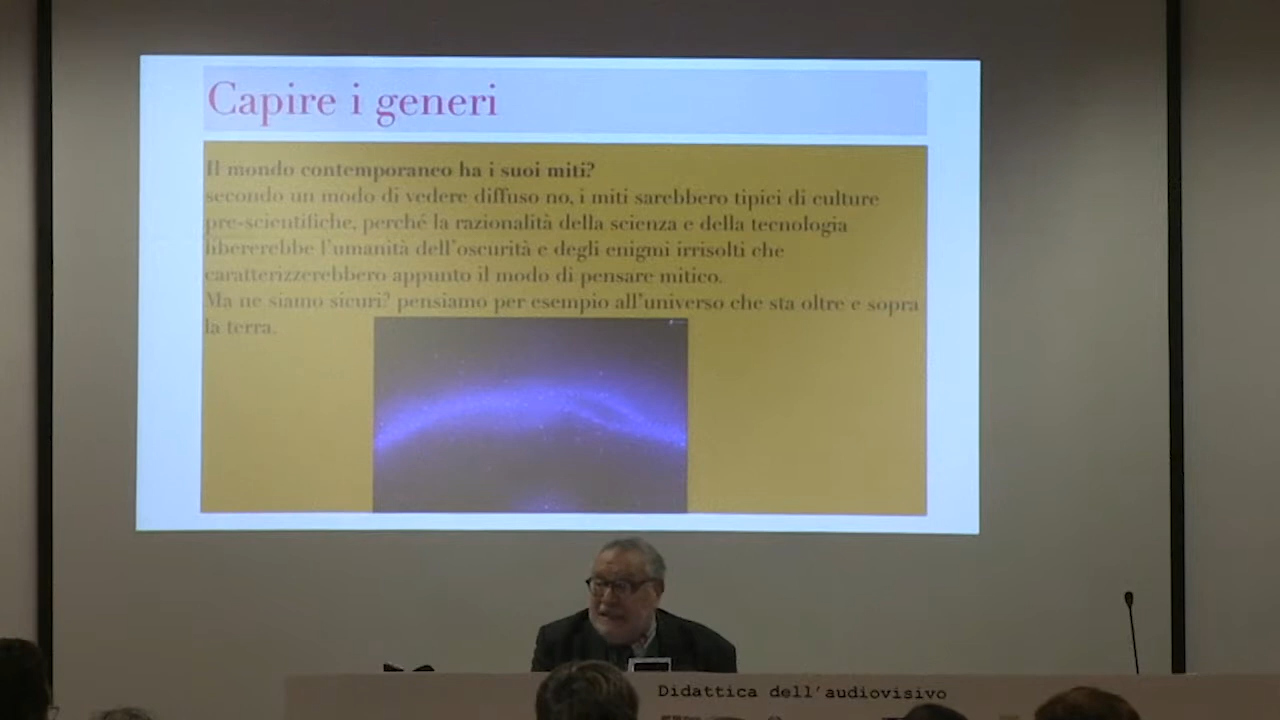 Capire i generi
Il mondo contemporaneo ha i suoi miti?
secondo un modo di vedere diffuso no, i miti sarebbero tipici di culture
pre-scientifiche, perché la razionalità della scienza e della tecnologia
libererebbe l'umanità dell'oscurità e degli enigmi irrisolti che
caratterizzerebbero appunto il modo di pensare mitico.
Ma ne siamo sicuri? pensiamo per esempio all'universo che sta oltre e sopra
la terra.
Didattica dell'audiovisivo